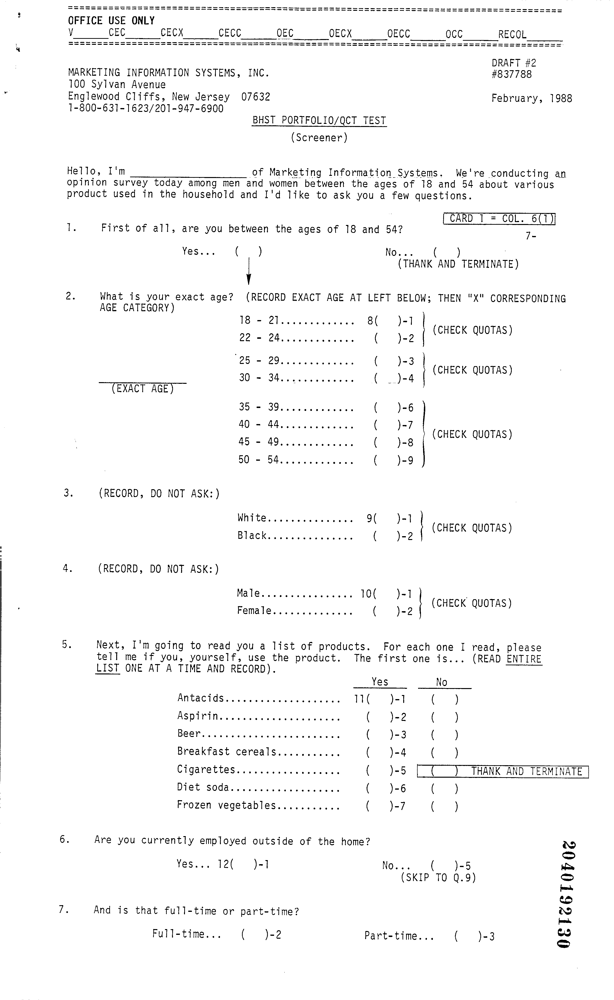 OFFICE USE ONLY
V_____CEC_____CECX_____CECC_____OEC_____OECX_____OECC_____OCC_____RECOL____
DRAFT #2
MARKETING INFORMATION SYSTEMS, INC. #837788
100 Sylvan Avenue
Englewood Cliffs, New Jersey 07632 February, 1988
1-800-631-1623/201-947-6900
BHST PORTFOLIO/QCT TEST
(Screener)
Hello, I'm ____________________ of Marketing Information Systems. We're conducting an
opinion survey today among men and women between the ages of 18 and 54 about various
product used in the household and I'd like to ask you a few questions.
CARD 1 = COL. 6(1)
1. First of all, are you between the ages of 18 and 54?
7-
Yes... ( ) No... ( )
(THANK AND TERMINATE)
2. What is your exact age? (RECORD EXACT AGE AT LEFT BELOW; THEN "X" CORRESPONDING
AGE CATEGORY)
18 - 21............. 8( )-1
22 - 24............. ( )-2 (CHECK QUOTAS)
25 - 29............. ( )-3
30 - 34............. ( )-4 (CHECK QUOTAS)
(EXACT AGE)
35 - 39............. ( )-6
40 - 44............. ( )-7
45 - 49............. ( )-8 (CHECK QUOTAS)
50 - 54............. ( )-9
3. (RECORD, DO NOT ASK:)
White............... 9( )-1
Black............... ( )-2 (CHECK QUOTAS)
4. (RECORD, DO NOT ASK:)
Male................ 10( )-1
Female.............. ( )-2 (CHECK QUOTAS)
5. Next, I'm going to read you a list of products. For each one I read, please
tell me if you, yourself, use the product. The first one is... (READ ENTIRE
LIST ONE AT A TIME AND RECORD).
Yes No
Antacids.................... 11( )-1 ( )
Aspirin..................... ( )-2 ( )
Beer........................ ( )-3 ( )
Breakfast cereals........... ( )-4 ( )
Cigarettes.................. ( )-5 ( ) THANK AND TERMINATE
Diet soda................... ( )-6 ( )
Frozen vegetables........... ( )-7 ( )
6. Are you currently employed outside of the home?
Yes... 12( )-1 No... ( )-5
(SKIP TO Q.9)
7. And is that full-time or part-time?
Full-time... ( )-2 Part-time... ( )-3
2040192130